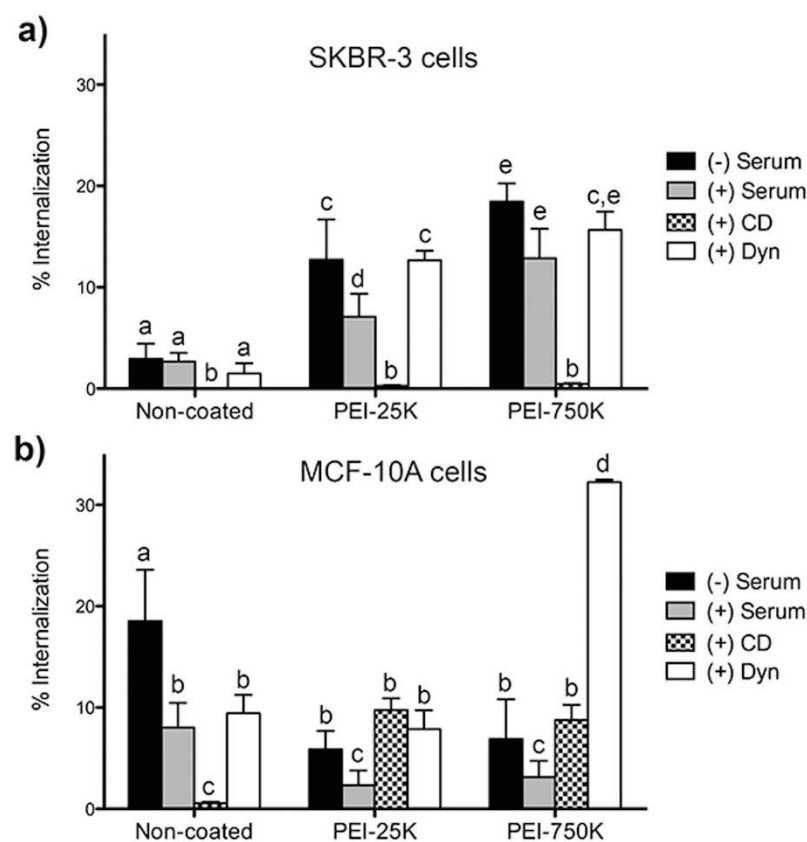 a)
SKBR-3 cells
% Internalization
30
20
10
0
a
a
b
a
c
d
b
c
e
e
b
c,e
Non-coated
PEI-25K
PEI-750K
(-) Serum
(+) Serum
(+) CD
(+) Dyn
b)
MCF-10A cells
% Internalization
30
20
10
0
a
b
c
b
b
c
b
b
b
c
b
d
Non-coated
PEI-25K
PEI-750K
(-) Serum
(+) Serum
(+) CD
(+) Dyn